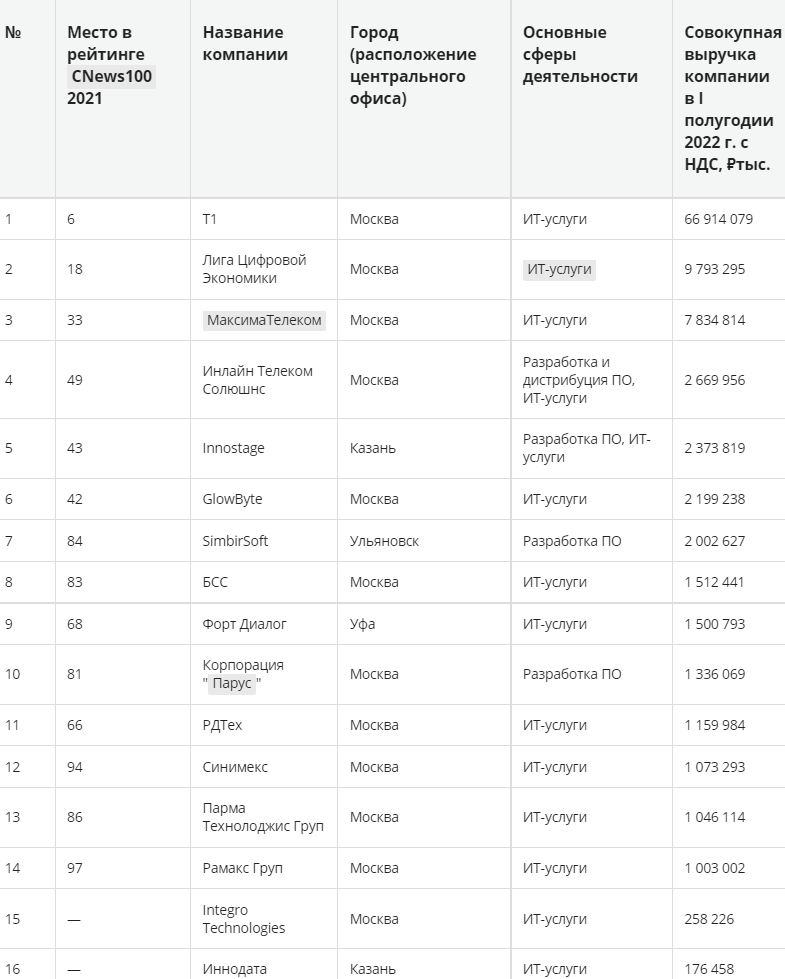 №
Место в
рейтинге
CNews100
2021
Название
компании
Город
(расположение
центрального
офиса)
Основные
сферы
деятельности
Совокупная
выручка
компании
в I
полугодии
2022 г. с
НДС, ₽тыс.
1
6
Т1
Москва
ИТ-услуги
66 914 079
2
18
Лига Цифровой
Экономики
Москва
ИТ-услуги
9 793 295
3
33
МаксимаТелеком
Москва
ИТ-услуги
7 834 814
4
49
Инлайн Телеком
Солюшнс
Москва
Разработка и
дистрибуция ПО,
ИТ-услуги
2 669 956
5
43
Innostage
Казань
Разработка ПО, ИТ-
услуги
2 373 819
6
42
GlowByte
Москва
ИТ-услуги
2 199 238
7
84
SimbirSoft
Ульяновск
Разработка ПО
2 002 627
8
83
БСС
Москва
ИТ-услуги
1 512 441
9
68
Форт Диалог
Уфа
ИТ-услуги
1 500 793
10
81
Корпорация
"Парус"
Москва
Разработка ПО
1 336 069
11
66
РДТех
Москва
ИТ-услуги
1 159 984
12
94
Синимекс
Москва
ИТ-услуги
1 073 293
13
86
Парма
Технолоджис Груп
Москва
ИТ-услуги
1 046 114
14
97
Рамакс Груп
Москва
ИТ-услуги
1 003 002
15
—
Integro
Technologies
Москва
ИТ-услуги
258 226
16
—
Иннодата
Казань
ИТ-услуги
176 458